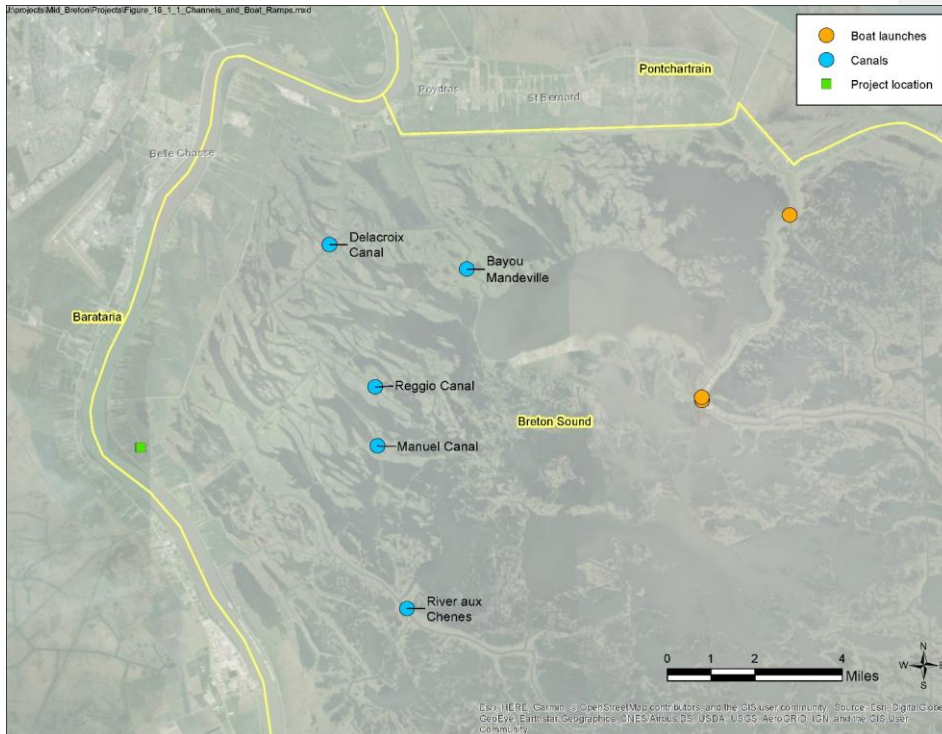 J:\projects\Mid_Breton\Projects\Figure_18_1_1_Channels_and_Boat_Ramps.mxd
Boat launches
Canals
Project location
Pontchartrain
Poydras
St Bernard
Belle Chasse
Delacroix
Canal
Bayou
Mandeville
Barataria
Reggio Canal
Breton Sound
Manuel Canal
River aux
Chenes
0 1 2 4
Miles
N
W E
S
Esri, HERE, Garmin, © OpenStreetMap contributors, and the GIS user community, Source: Esri, DigitalGlobe,
GeoEye, Earthstar Geographics, CNES/Airbus DS, USDA, USGS, AeroGRID, IGN, and the GIS User
Community